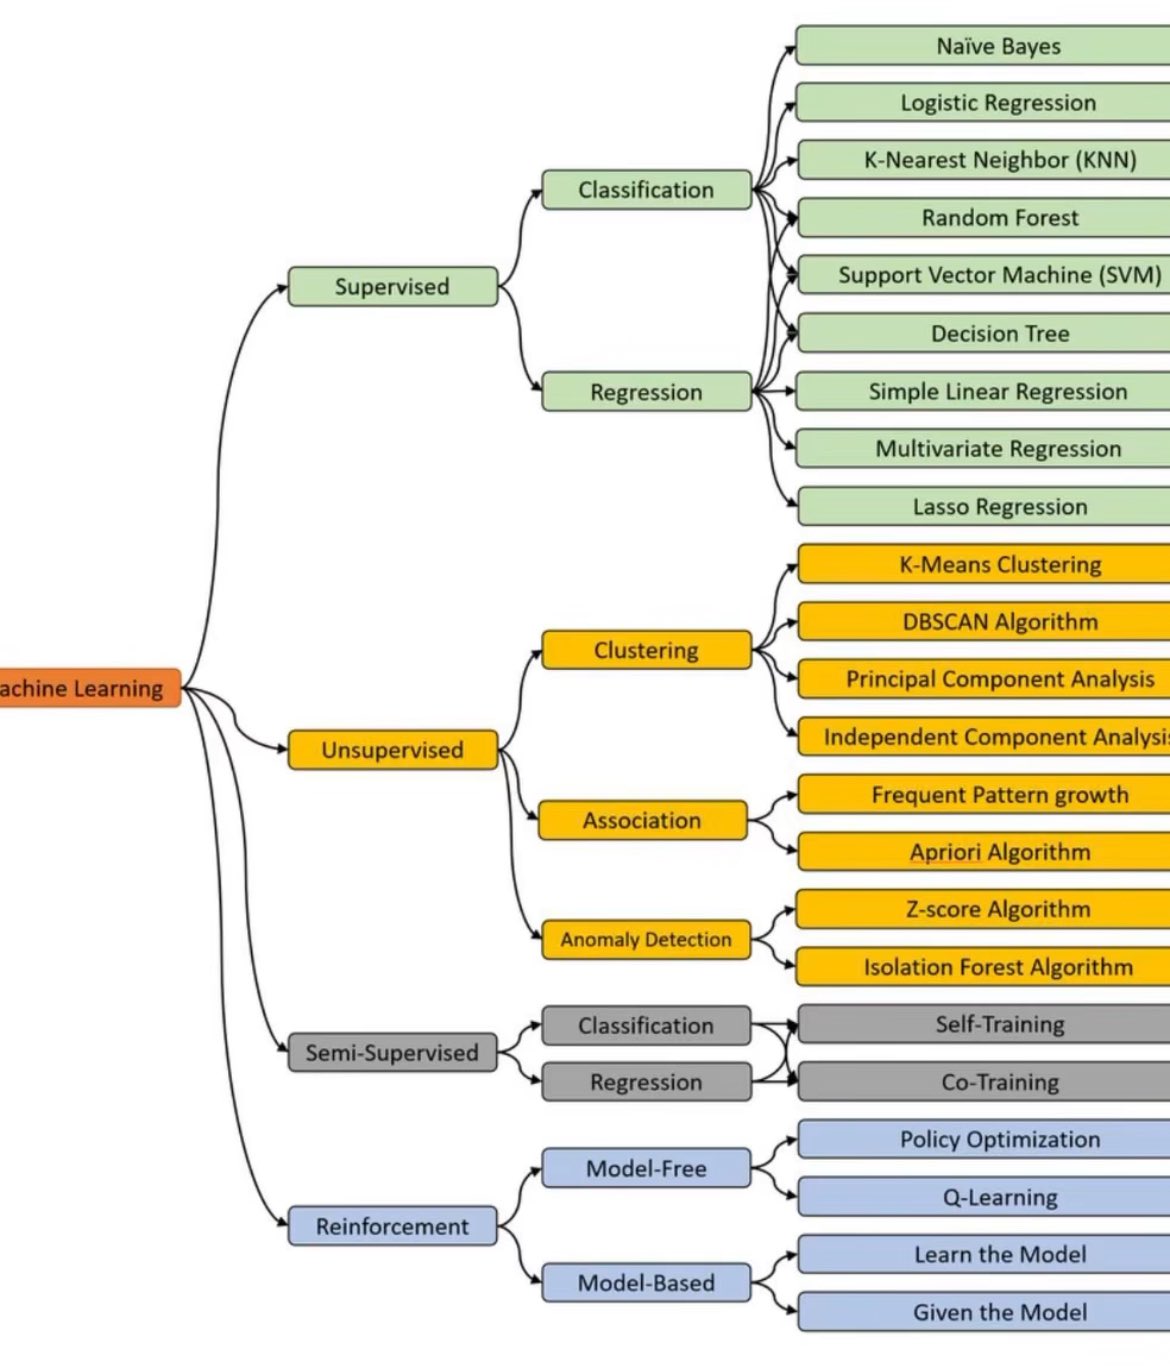 Naïve Bayes
Logistic Regression
K-Nearest Neighbor (KNN)
Classification
Random Forest
Support Vector Machine (SVM)
Supervised
Decision Tree
Regression
Simple Linear Regression
Multivariate Regression
Lasso Regression
K-Means Clustering
DBSCAN Algorithm
Clustering
Principal Component Analysis
achine Learning
Independent Component Analysis
Unsupervised
Frequent Pattern growth
Association
Apriori Algorithm
Z-score Algorithm
Anomaly Detection
Isolation Forest Algorithm
Classification
Self-Training
Semi-Supervised
Regression
Co-Training
Policy Optimization
Model-Free
Q-Learning
Reinforcement
Learn the Model
Model-Based
Given the Model